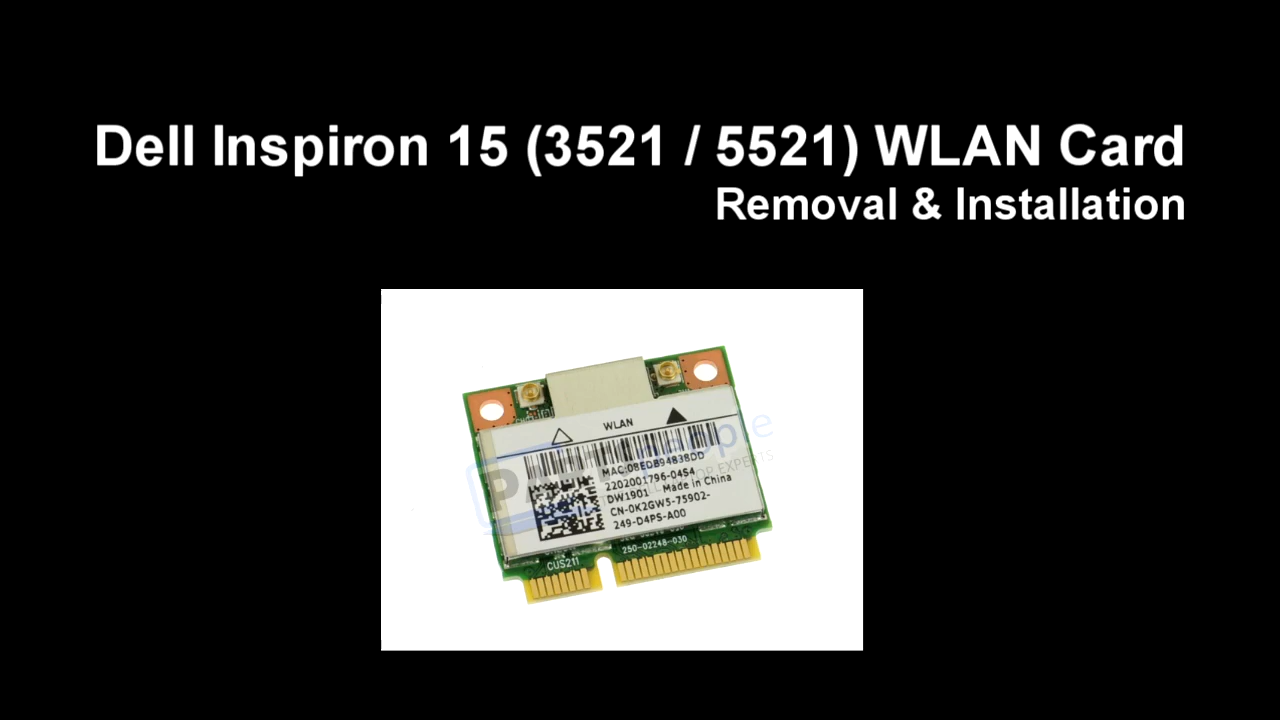 Dell Inspiron 15 (3521 / 5521) WLAN Card
Removal & Installation
WLAN
MAC:08EDB94838DD
2202001796-04S4
DW1901 Made in China
CN-0K2GW5-75902-
249-D4PS-A00
250-02248-030
CUS211